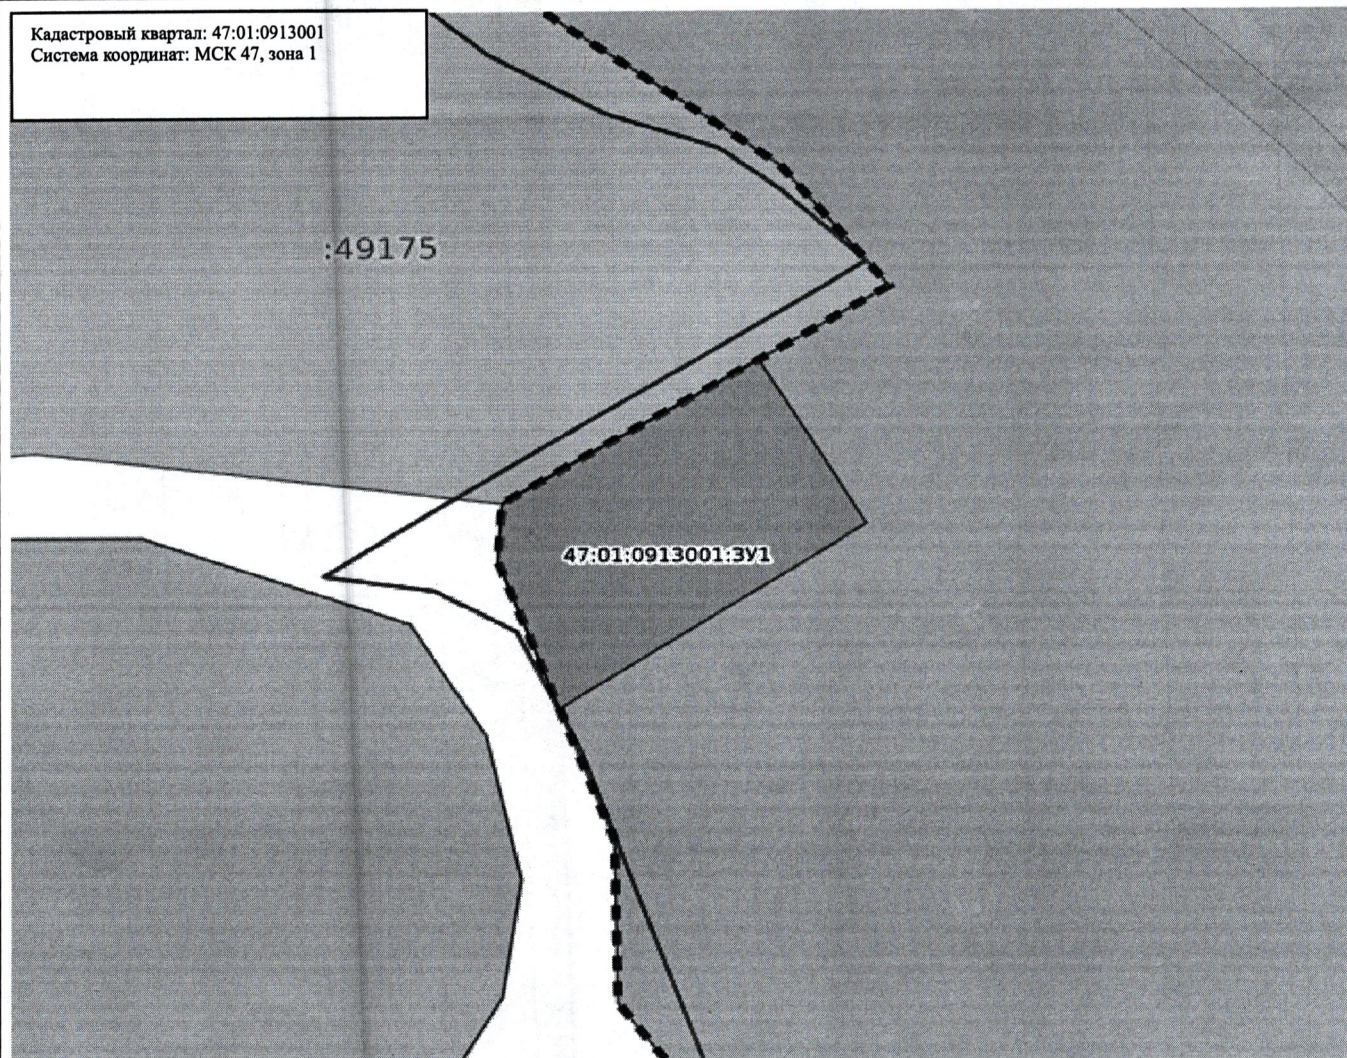 Кадастровый квартал: 47:01:0913001
Система координат: МСК 47, зона 1
:49175
47:01:0913001:ЗУ1